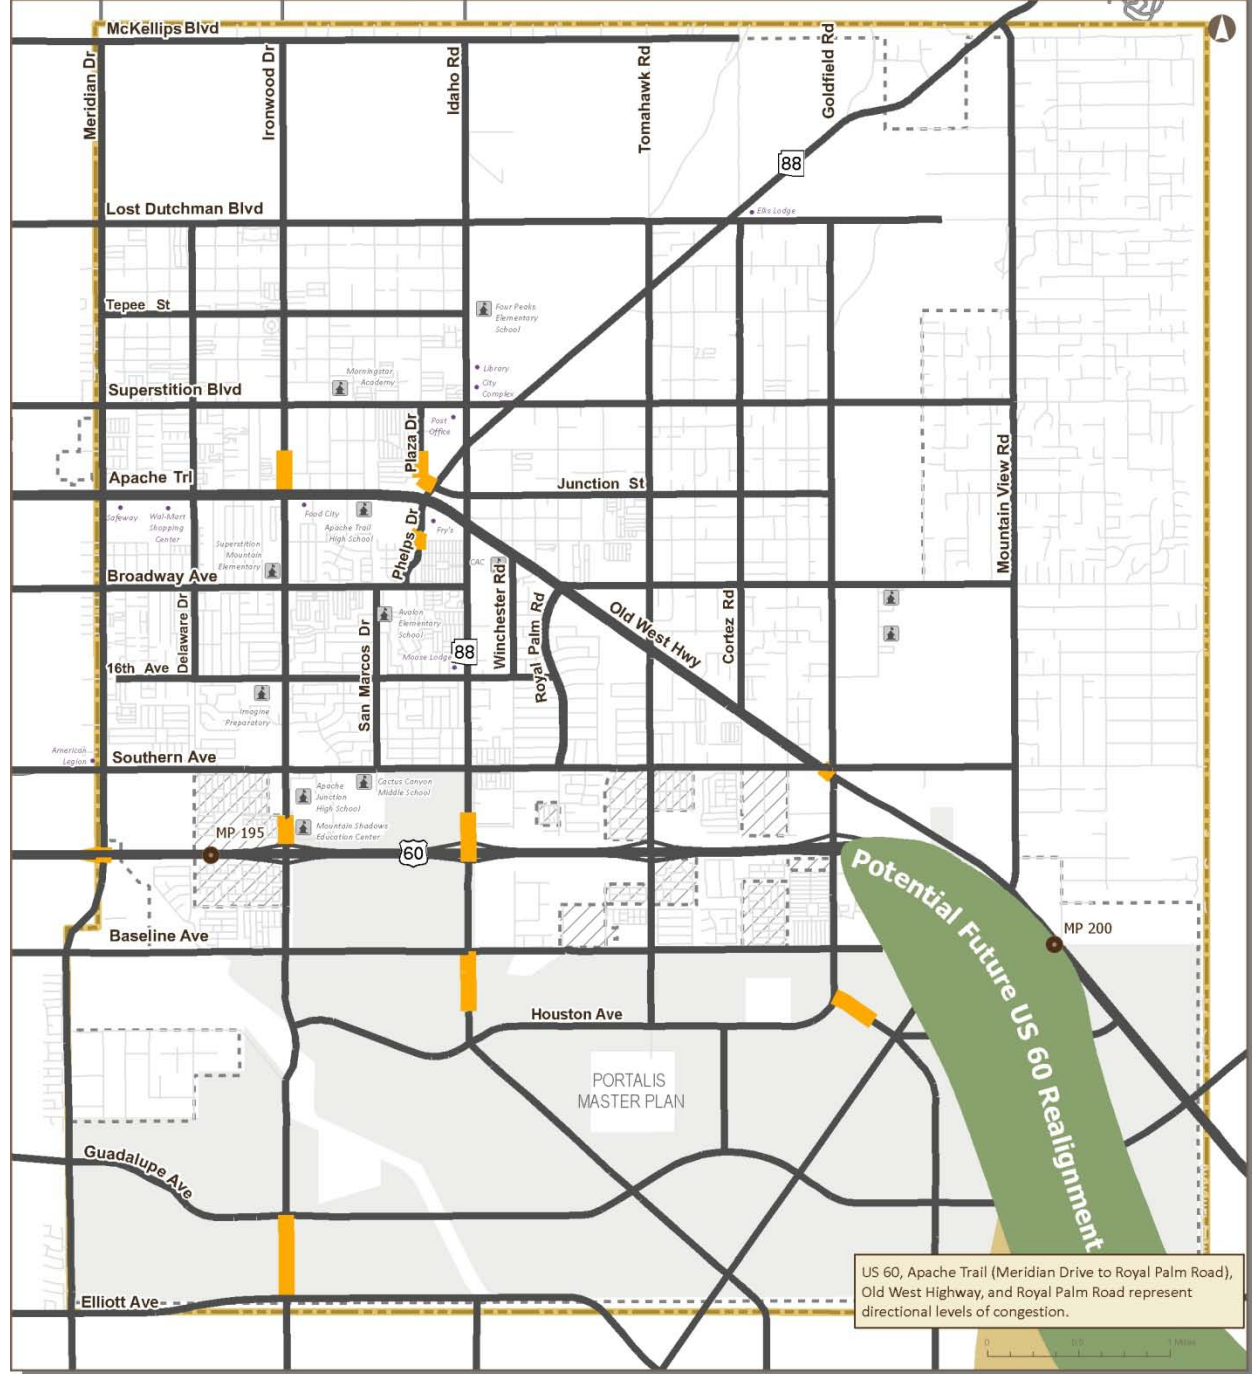 McKellips Blvd
Meridian Dr
Ironwood Dr
Idaho Rd
Tomahawk Rd
Goldfield Rd
88
Lost Dutchman Blvd
Elks Lodge
Tepee St
Four Peaks
Elementary
School
Morningstar
Academy
Library
City
Complex
Superstition Blvd
Plaza Dr
Post
Office
Mountain View Rd
Apache Trl
Junction St
Safeway
Wal-Mart
Shopping
Center
Food City
Apache Trail
High School
Phelps Dr
Fry's
Superstition
Mountain
Elementary
CAC
Broadway Ave
Delaware Dr
San Marcos Dr
Avalon
Elementary
School
Winchester Rd
Royal Palm Rd
Old West Hwy
Cortez Rd
Moose Lodge
88
16th Ave
Imagine
Preparatory
American
Legion
Southern Ave
Apache
Junction
High School
Cactus Canyon
Middle School
Mountain Shadows
Education Center
MP 195
60
Potential Future US 60 Realignment
MP 200
Baseline Ave
Houston Ave
PORTALIS
MASTER PLAN
Guadalupe Ave
Elliott Ave
US 60, Apache Trail (Meridian Drive to Royal Palm Road),
Old West Highway, and Royal Palm Road represent
directional levels of congestion.
0 0.5 1 Miles